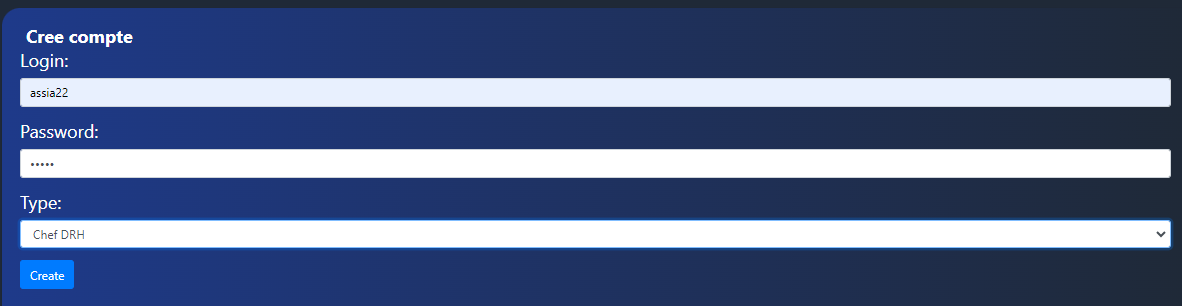 Cree compte
Login:
assia22
Password:
•••••
Type:
Chef DRH
Create